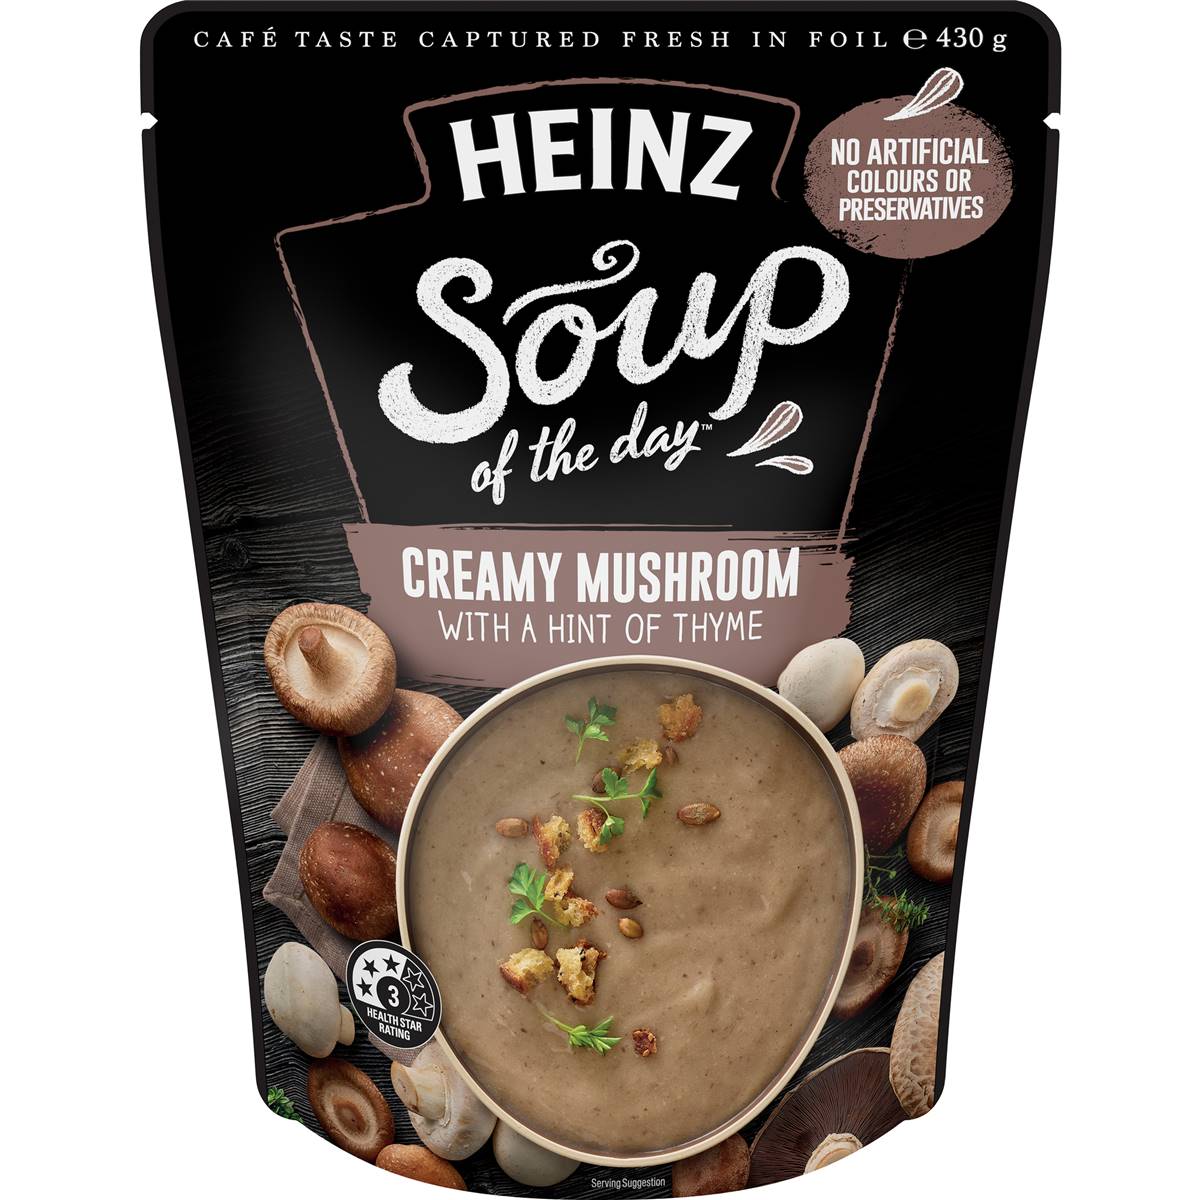 CAFÉ TASTE CAPTURED FRESH IN FOIL ℮ 430 g
HEINZ
NO ARTIFICIAL
COLOURS OR
PRESERVATIVES
Soup
of the day™
CREAMY MUSHROOM
WITH A HINT OF THYME
3
HEALTH STAR
RATING
Serving Suggestion